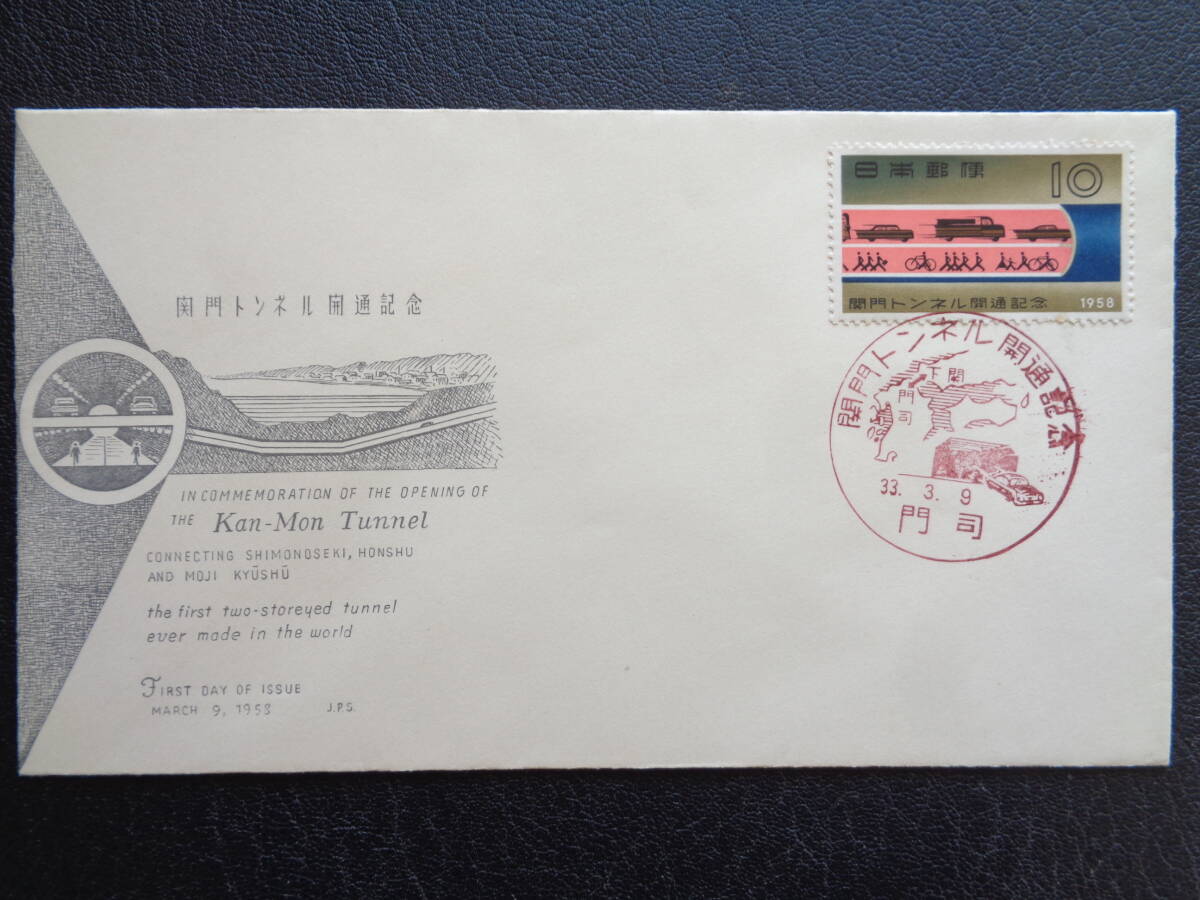 関門トンネル開通記念
IN COMMEMORATION OF THE OPENING OF
THE Kan-Mon Tunnel
CONNECTING SHIMONOSEKI, HONSHU
AND MOJI KYŪSHŪ
the first two-storeyed tunnel
ever made in the world
FIRST DAY OF ISSUE
MARCH 9, 1958 J.P.S.
日本郵便 10
関門トンネル開通記念 1958
関門トンネル開通記念
下関
門司
33. 3. 9
門司